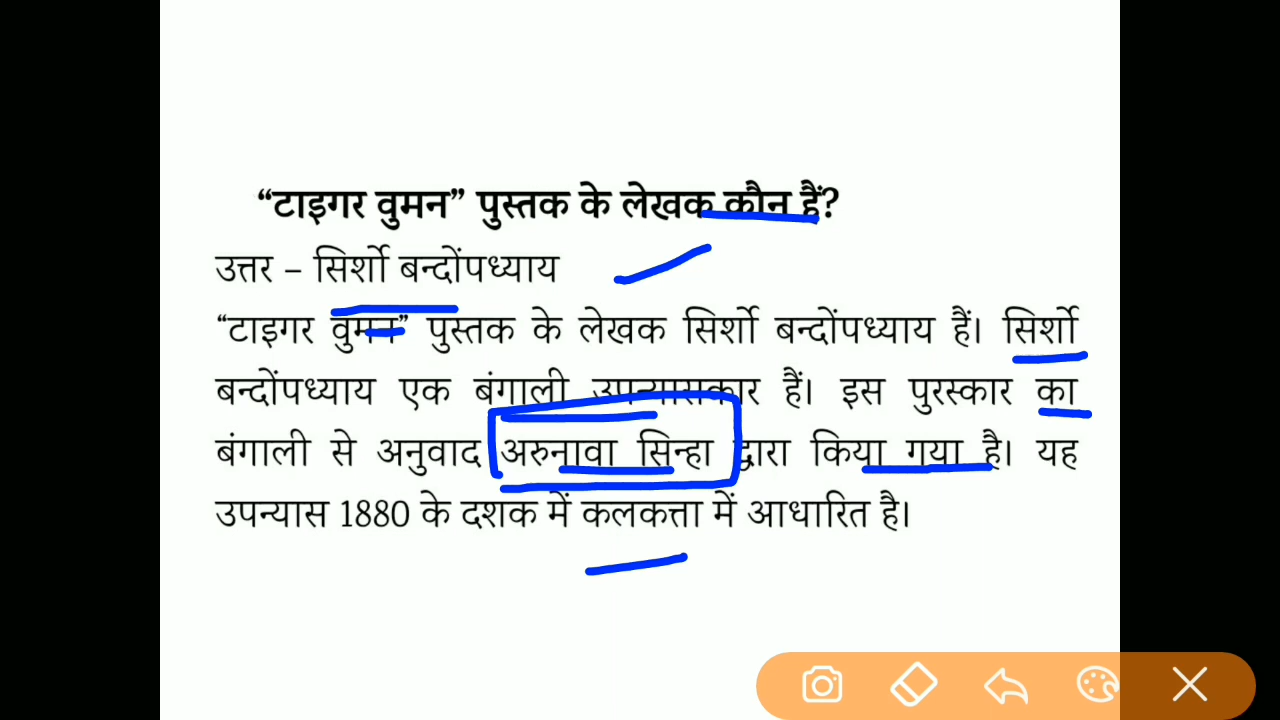 “टाइगर वुमन” पुस्तक के लेखक कौन हैं?
उत्तर – सिर्शो बन्दोंपध्याय
“टाइगर वुमन” पुस्तक के लेखक सिर्शो बन्दोंपध्याय हैं। सिर्शो
बन्दोंपध्याय एक बंगाली उपन्यासकार हैं। इस पुरस्कार का
बंगाली से अनुवाद अरुनावा सिन्हा द्वारा किया गया है। यह
उपन्यास 1880 के दशक में कलकत्ता में आधारित है।